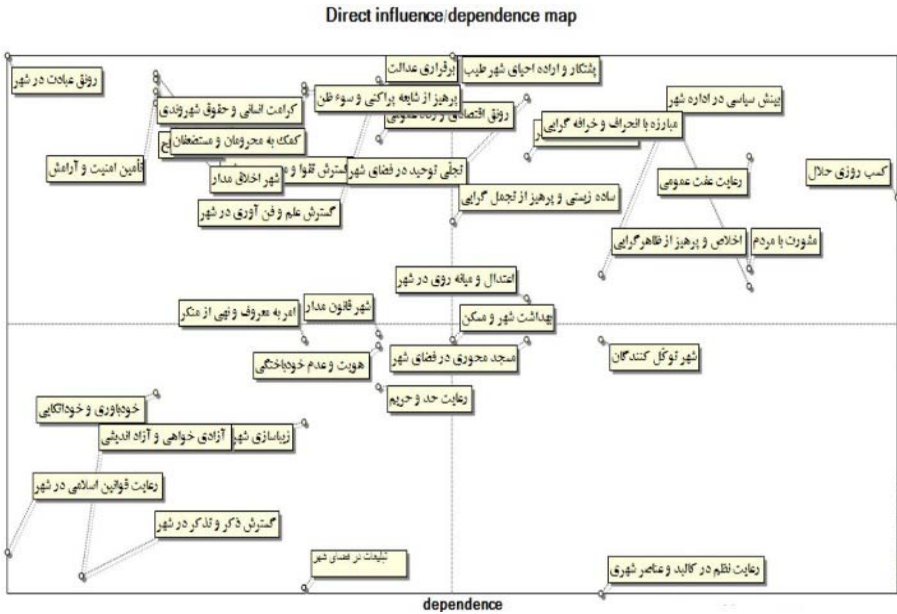 Direct influence/dependence map
رونق عبادت در شهر
برقراری عدالت
پشتکار و اراده احیای شهر طیب
کرامت انسانی و حقوق شهروندی
پرهیز از شایعه پراکنی و سوء ظن
رونق اقتصادی و
بینش سیاسی در اداره شهر
مبارزه با انحراف و خرافه گرایی
کمک به محرومان و مستضعفان
تأمین امنیت و آرامش
شهر اخلاق مدار
گسترش تقوا و
تجلّی توحید در فضای شهر
رعایت عفت عمومی
کسب روزی حلال
گسترش علم و فن آوری در شهر
ساده زیستی و پرهیز از تجمل گرایی
اخلاص و پرهیز از ظاهرگرایی
مشورت با مردم
اعتدال و میانه روی در شهر
امر به معروف و نهی از منکر
شهر قانون مدار
بهداشت شهر و مسکن
هویت و عدم خودباختگی
مسجد محوری در فضای شهر
شهر توکّل کنندگان
رعایت حد و حریم
خودباوری و خوداتکایی
آزادی خواهی و آزاد اندیشی
زیباسازی شهر
رعایت قوانین اسلامی در شهر
گسترش ذکر و تذکر در شهر
تبلیغات در فضای شهر
رعایت نظم در کالبد و عناصر شهری
dependence